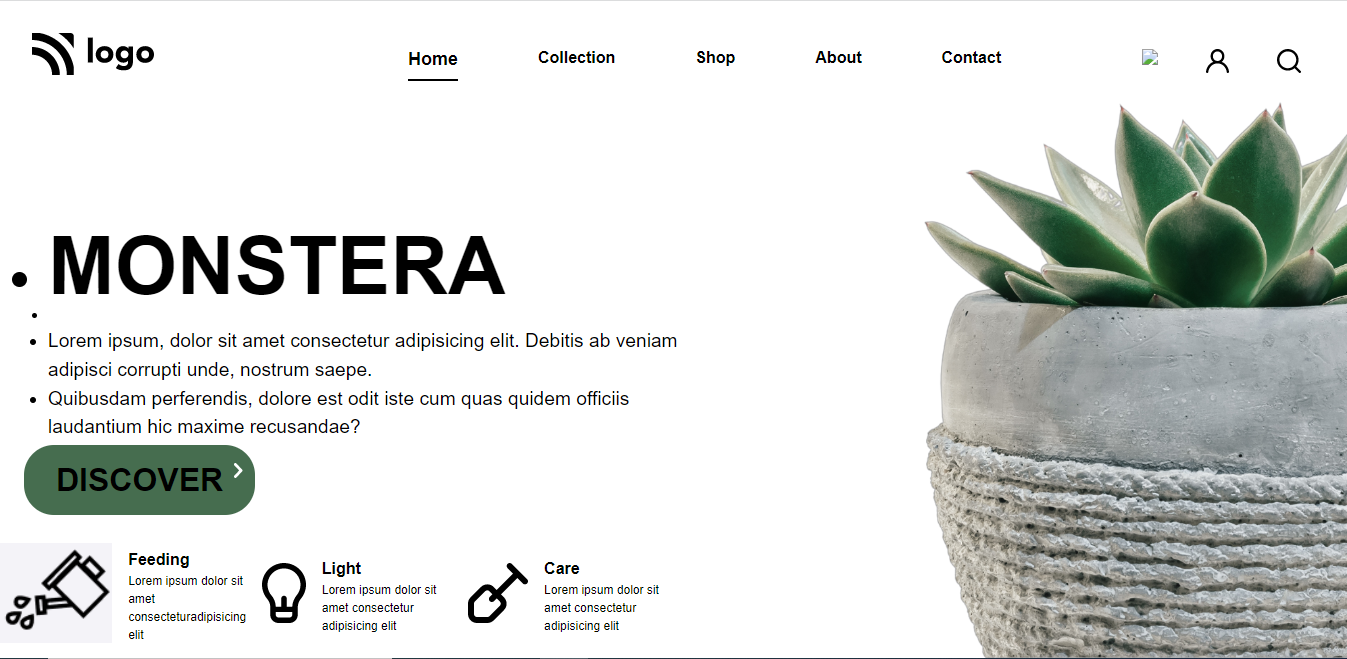 logo
Home Collection Shop About Contact
MONSTERA
Lorem ipsum, dolor sit amet consectetur adipisicing elit. Debitis ab veniam
adipisci corrupti unde, nostrum saepe.
Quibusdam perferendis, dolore est odit iste cum quas quidem officiis
laudantium hic maxime recusandae?
DISCOVER
Feeding
Lorem ipsum dolor sit
amet
consecteturadipisicing
elit
Light
Lorem ipsum dolor sit
amet consectetur
adipisicing elit
Care
Lorem ipsum dolor sit
amet consectetur
adipisicing elit